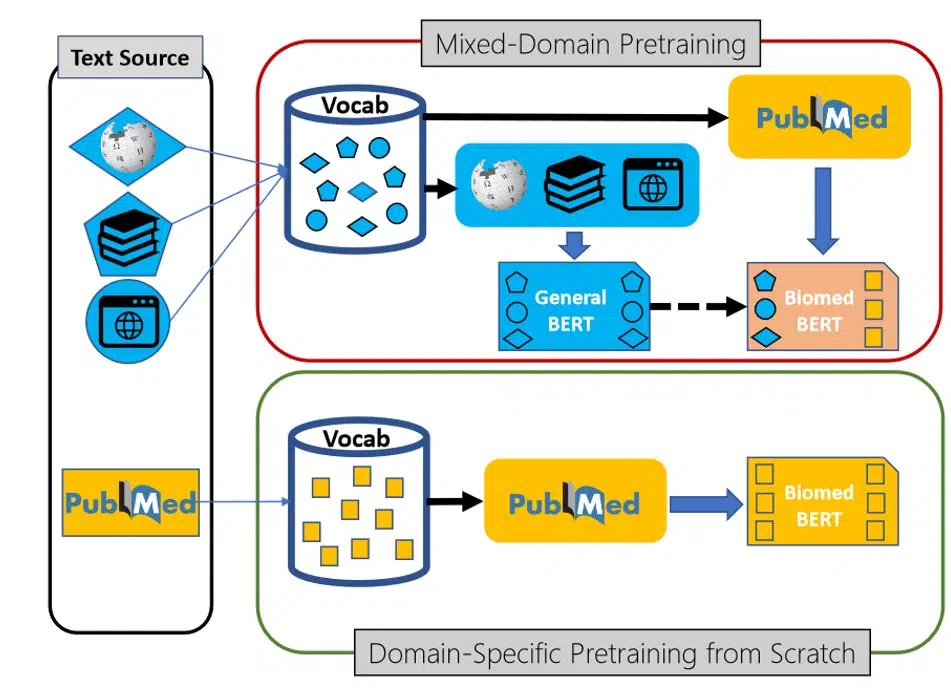 Text Source
PubMed
Mixed-Domain Pretraining
Vocab
PubMed
General
BERT
Biomed
BERT
Vocab
PubMed
Biomed
BERT
Domain-Specific Pretraining from Scratch